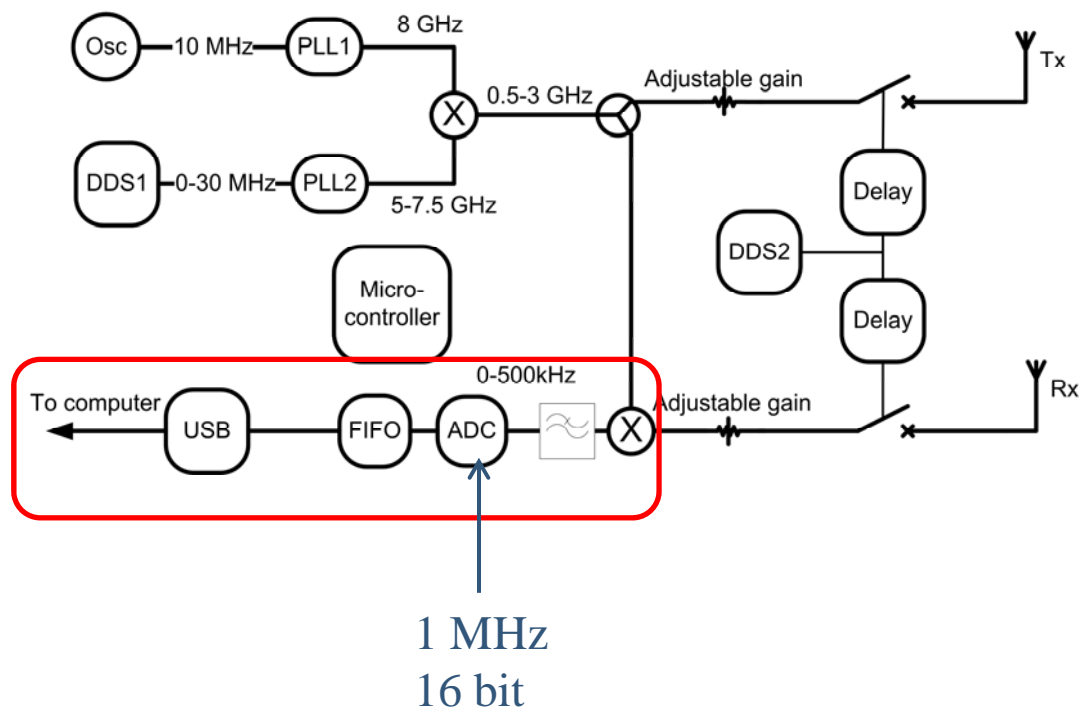 8 GHz
Osc
10 MHz
PLL1
Tx
Adjustable gain
0.5-3 GHz
X
DDS1
0-30 MHz
PLL2
5-7.5 GHz
Delay
DDS2
Micro-
controller
Delay
0-500kHz
Rx
To computer
Adjustable gain
USB
FIFO
ADC
X
1 MHz
16 bit